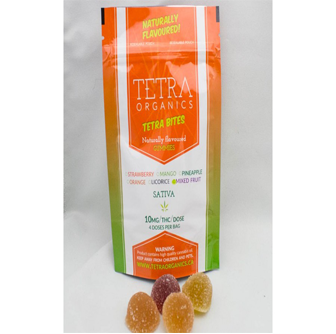 NATURALLY
FLAVOURED!
TETRA
ORGANICS
TETRA BITES
Naturally flavoured
GUMMIES
STRAWBERRY MANGO PINEAPPLE
ORANGE LICORICE MIXED FRUIT
SATIVA
10MG/THC/DOSE
4 DOSES PER BAG
WARNING
KEEP AWAY FROM CHILDREN AND PETS.
WWW.TETRAORGANICS.CA